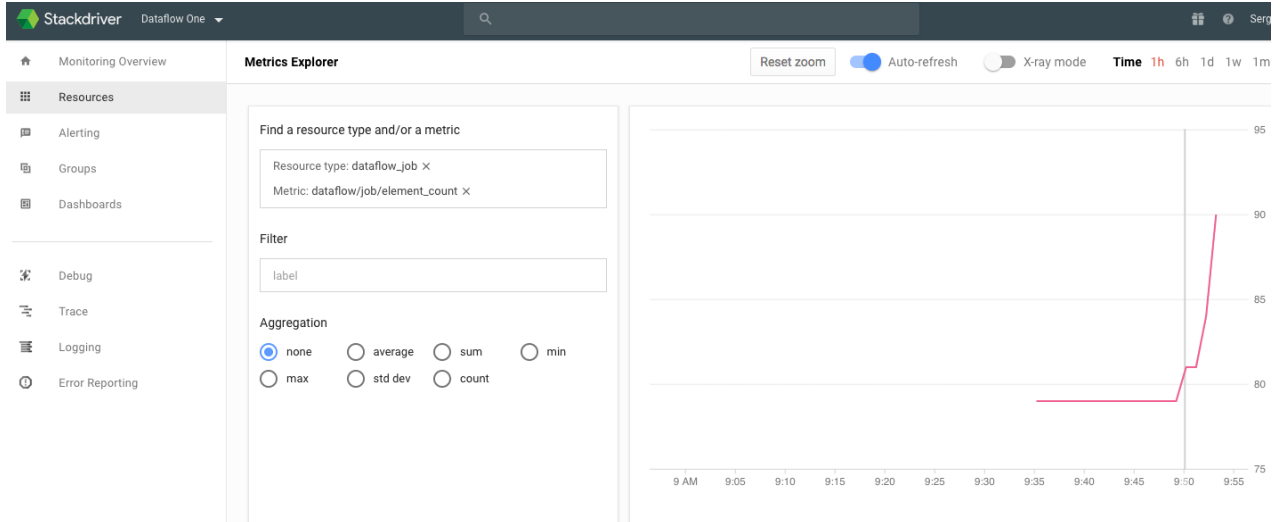 Stackdriver Dataflow One Serg
Monitoring Overview
Resources
Alerting
Groups
Dashboards
Debug
Trace
Logging
Error Reporting
Metrics Explorer Reset zoom Auto-refresh X-ray mode Time 1h 6h 1d 1w 1m
Find a resource type and/or a metric
Resource type: dataflow_job ×
Metric: dataflow/job/element_count ×
Filter
label
Aggregation
none average sum min
max std dev count
95
90
85
80
75
9 AM 9:05 9:10 9:15 9:20 9:25 9:30 9:35 9:40 9:45 9:50 9:55